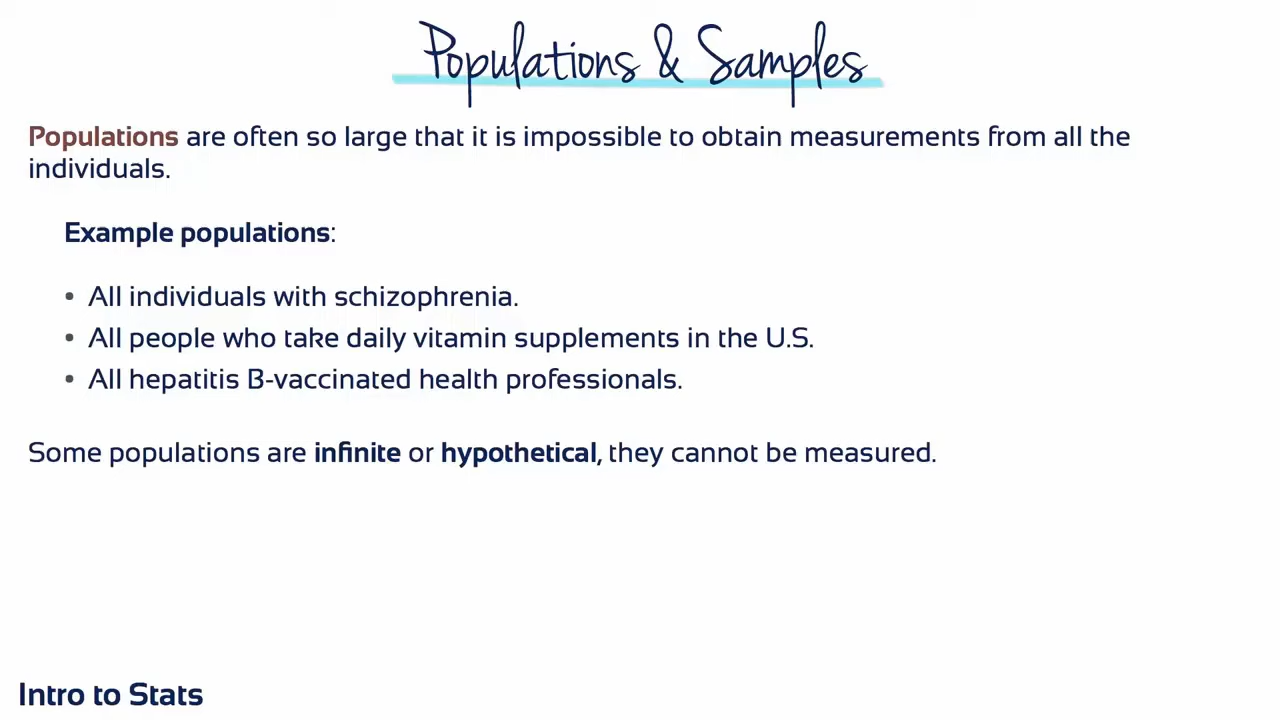 Populations & Samples
Populations are often so large that it is impossible to obtain measurements from all the
individuals.
Example populations:
• All individuals with schizophrenia.
• All people who take daily vitamin supplements in the U.S.
• All hepatitis B-vaccinated health professionals.
Some populations are infinite or hypothetical, they cannot be measured.
Intro to Stats